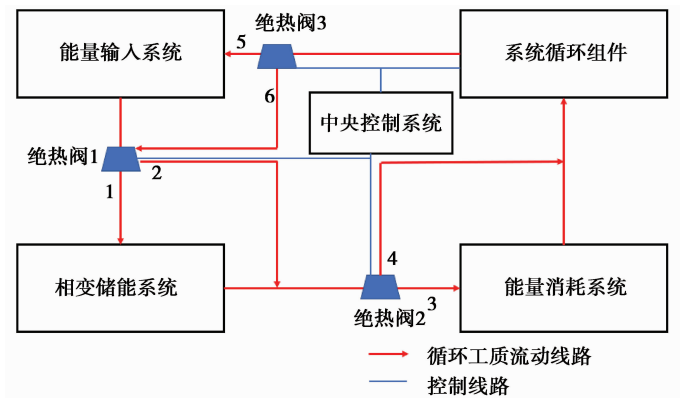 绝热阀3
能量输入系统
5
系统循环组件
6
中央控制系统
绝热阀1
2
1
相变储能系统
4
能量消耗系统
3
绝热阀2
循环工质流动线路
控制线路